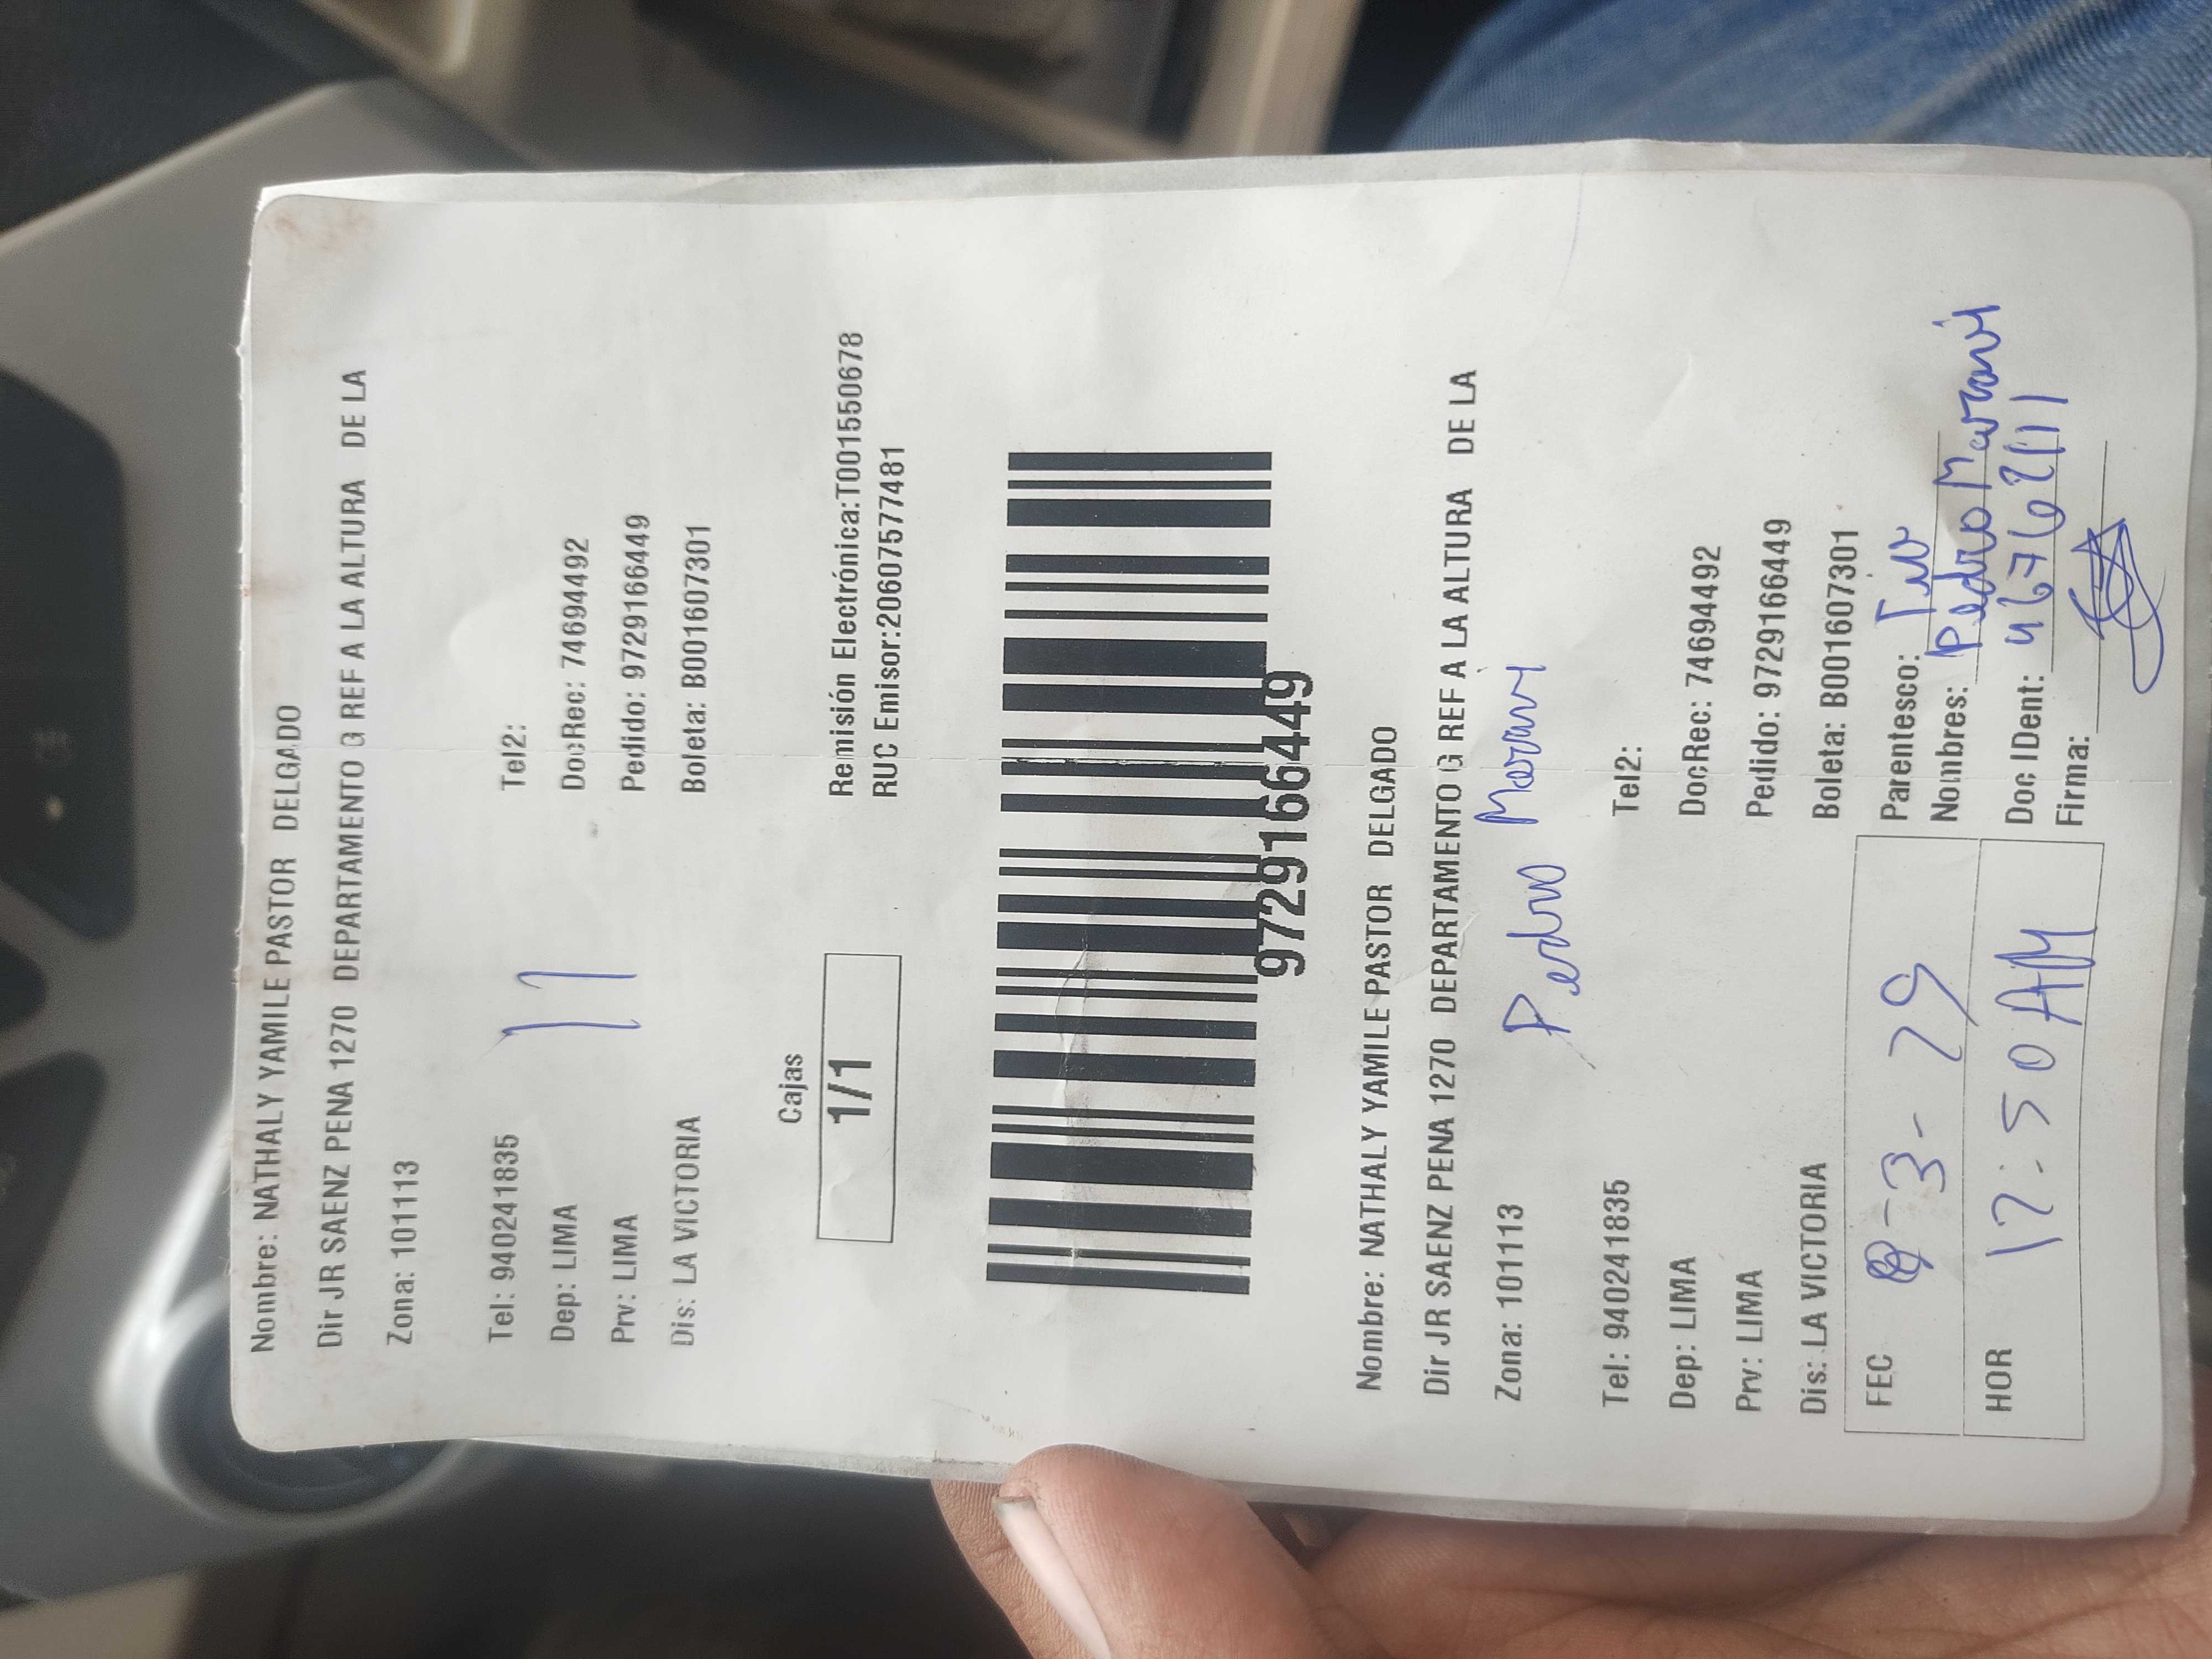 Nombre: NATHALY YAMILE PASTOR DELGADO
Dir JR SAENZ PENA 1270 DEPARTAMENTO G REF A LA ALTURA DE LA
Zona: 101113
Tel: 940241835 Tel2:
Dep: LIMA DocRec: 74694492
Prv: LIMA Pedido: 9729166449
Dis: LA VICTORIA Boleta: B001607301
11
Cajas
1/1
Remisión Electrónica:T001550678
RUC Emisor:20607577481
9729166449
Nombre: NATHALY YAMILE PASTOR DELGADO
Dir JR SAENZ PENA 1270 DEPARTAMENTO G REF A LA ALTURA DE LA
Zona: 101113
Pedro
Tel: 940241835 Tel2:
Dep: LIMA DocRec: 74694492
Prv: LIMA Pedido: 9729166449
Dis: LA VICTORIA Boleta: B001607301
FEC
HOR 12:50 AM
Parentesco:
Nombres: Pedro
Doc IDent:
Firma: